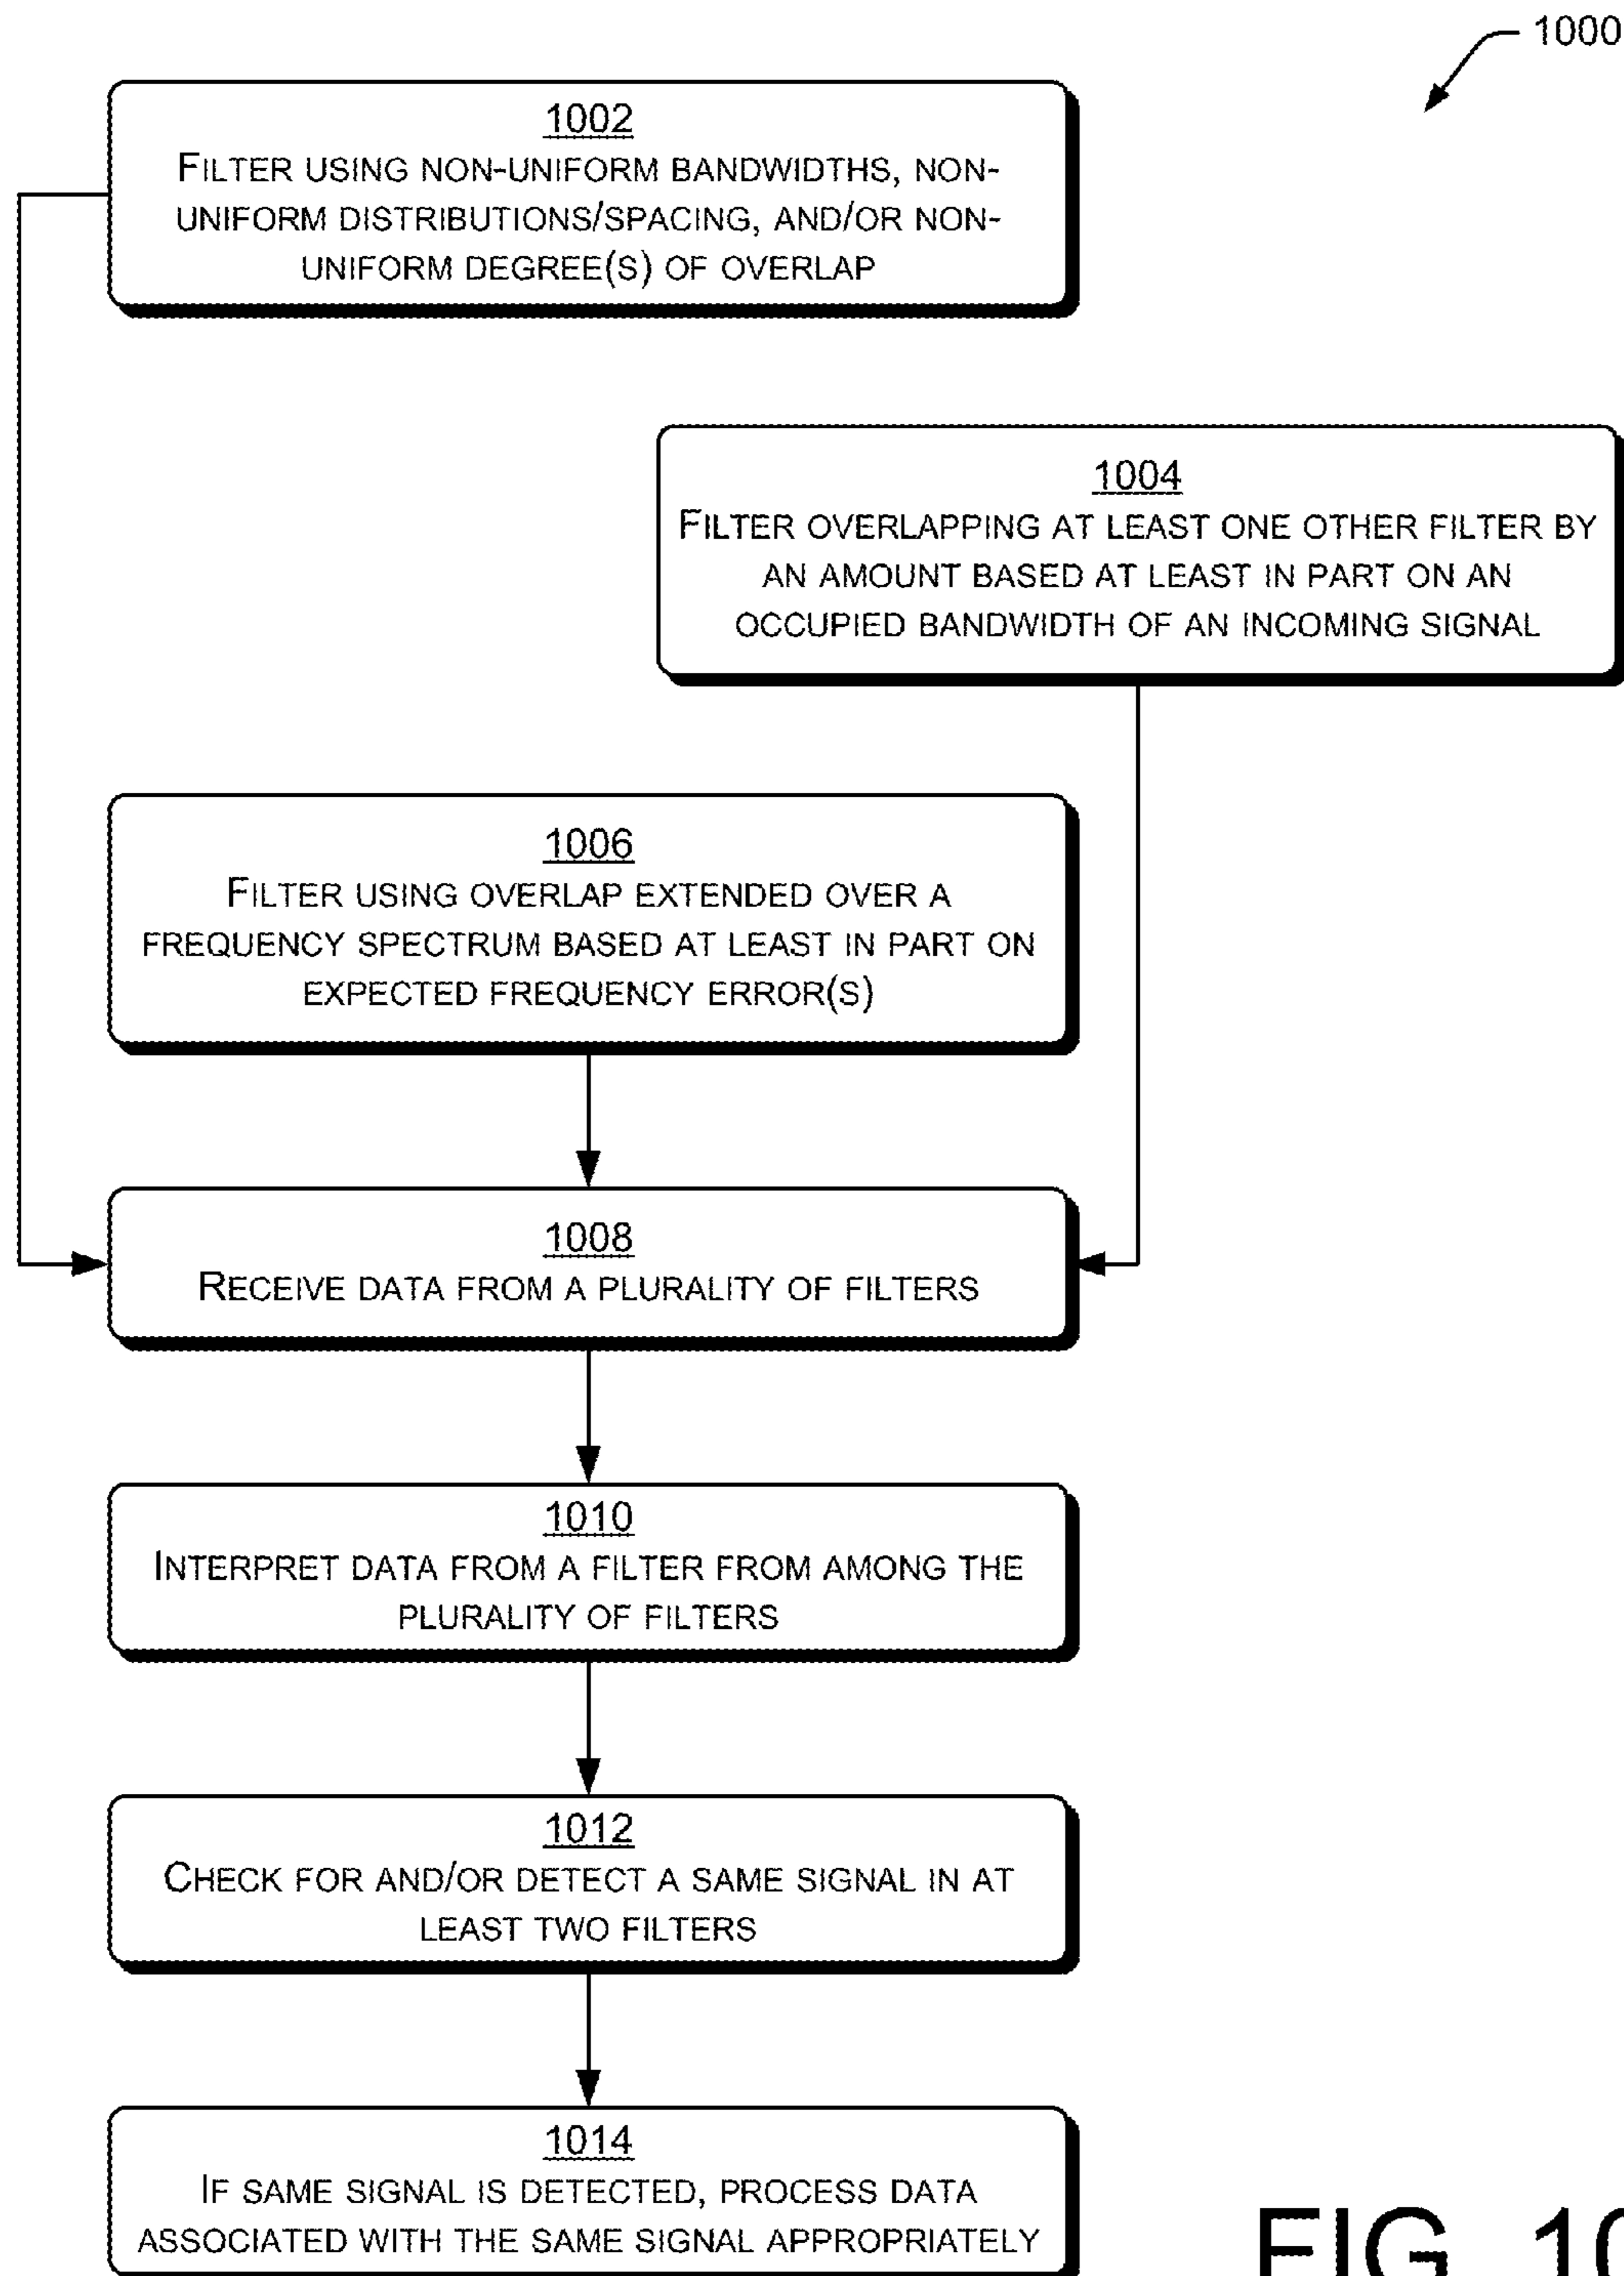 1000
1002
FILTER USING NON-UNIFORM BANDWIDTHS, NON-
UNIFORM DISTRIBUTIONS/SPACING, AND/OR NON-
UNIFORM DEGREE(S) OF OVERLAP
1004
FILTER OVERLAPPING AT LEAST ONE OTHER FILTER BY
AN AMOUNT BASED AT LEAST IN PART ON AN
OCCUPIED BANDWIDTH OF AN INCOMING SIGNAL
1006
FILTER USING OVERLAP EXTENDED OVER A
FREQUENCY SPECTRUM BASED AT LEAST IN PART ON
EXPECTED FREQUENCY ERROR(S)
1008
RECEIVE DATA FROM A PLURALITY OF FILTERS
1010
INTERPRET DATA FROM A FILTER FROM AMONG THE
PLURALITY OF FILTERS
1012
CHECK FOR AND/OR DETECT A SAME SIGNAL IN AT
LEAST TWO FILTERS
1014
IF SAME SIGNAL IS DETECTED, PROCESS DATA
ASSOCIATED WITH THE SAME SIGNAL APPROPRIATELY
FIG. 10